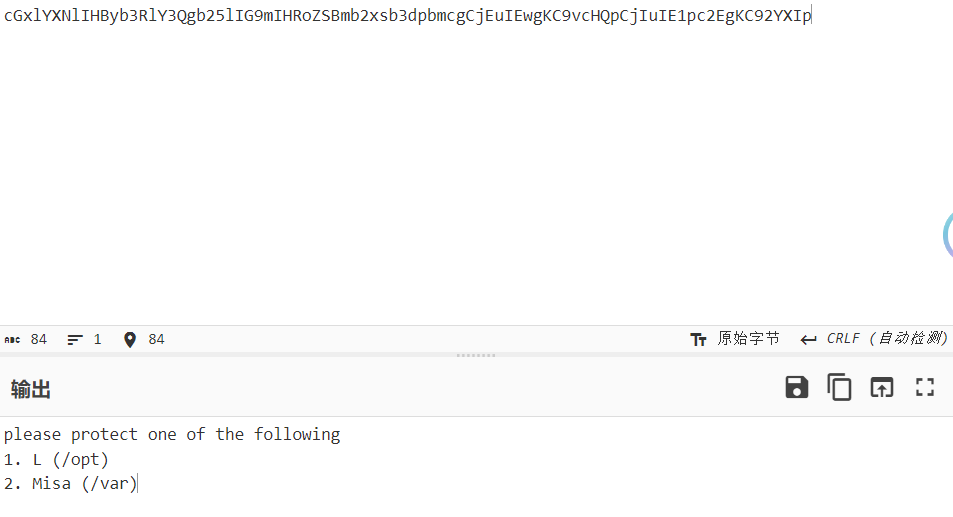 cGxlYXNlIHByb3RlY3Qgb25lIG9mIHRoZSBmb2xsb3dpbmcgCjEuIEwgKC9vcHQpCjIuIE1pc2EgKC92YXIp
ABC 84 1 84 Tт 原始字节 CRLF (自动检测)
输出
please protect one of the following
1. L (/opt)
2. Misa (/var)